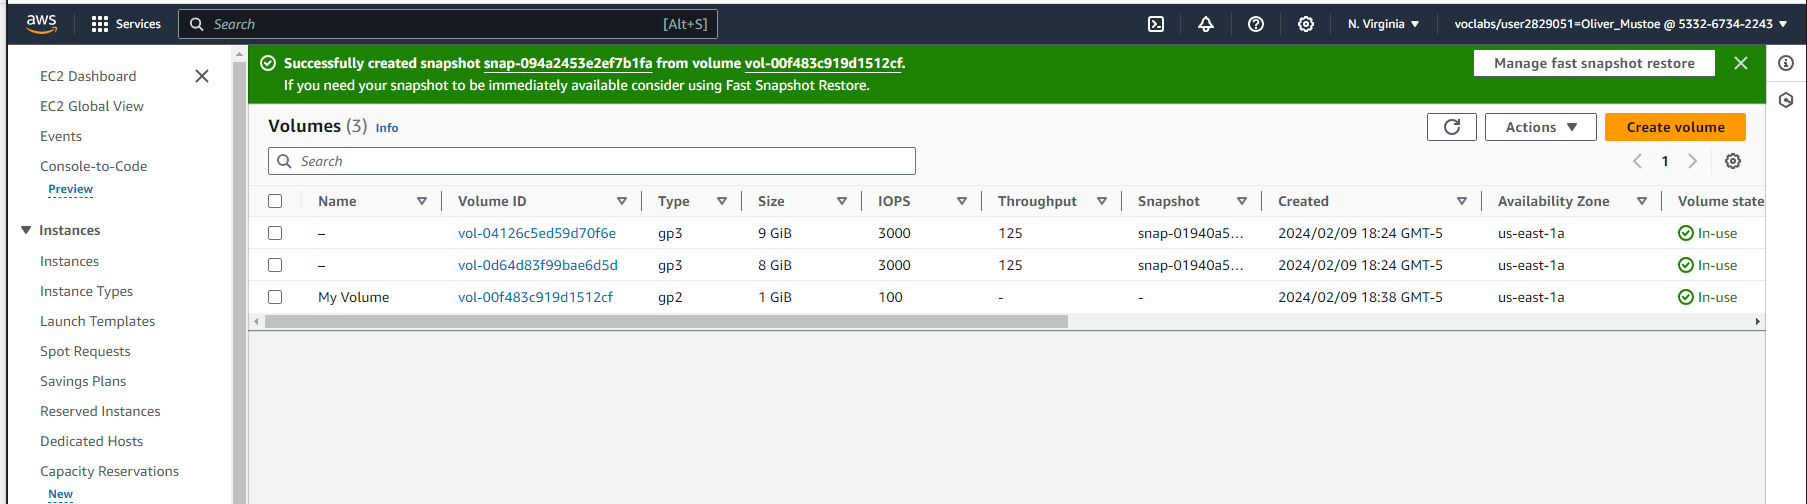 aws Services Search [Alt+S] N. Virginia voclabs/user2829051=Oliver_Mustoe @ 5332-6734-2243
EC2 Dashboard
EC2 Global View
Events
Console-to-Code
Preview
Instances
Instances
Instance Types
Launch Templates
Spot Requests
Savings Plans
Reserved Instances
Dedicated Hosts
Capacity Reservations
New
Successfully created snapshot snap-094a2453e2ef7b1fa from volume vol-00f483c919d1512cf.
If you need your snapshot to be immediately available consider using Fast Snapshot Restore.
Manage fast snapshot restore
Volumes (3) Info
Actions
Create volume
Search
1
Name Volume ID Type Size IOPS Throughput Snapshot Created Availability Zone Volume state
– vol-04126c5ed59d70f6e gp3 9 GiB 3000 125 snap-01940a5... 2024/02/09 18:24 GMT-5 us-east-1a In-use
– vol-0d64d83f99bae6d5d gp3 8 GiB 3000 125 snap-01940a5... 2024/02/09 18:24 GMT-5 us-east-1a In-use
My Volume vol-00f483c919d1512cf gp2 1 GiB 100 - - 2024/02/09 18:38 GMT-5 us-east-1a In-use